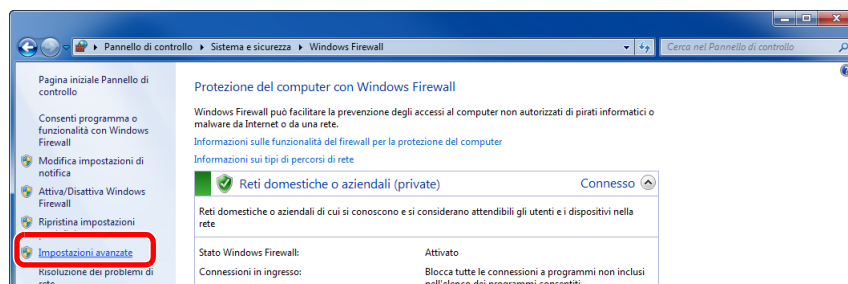 Pannello di controllo ▸ Sistema e sicurezza ▸ Windows Firewall
Cerca nel Pannello di controllo
Pagina iniziale Pannello di
controllo
Consenti programma o
funzionalità con Windows
Firewall
Modifica impostazioni di
notifica
Attiva/Disattiva Windows
Firewall
Ripristina impostazioni
Impostazioni avanzate
Risoluzione dei problemi di
rete
Protezione del computer con Windows Firewall
Windows Firewall può facilitare la prevenzione degli accessi al computer non autorizzati di pirati informatici o
malware da Internet o da una rete.
Informazioni sulle funzionalità del firewall per la protezione del computer
Informazioni sui tipi di percorsi di rete
Reti domestiche o aziendali (private) Connesso
Reti domestiche o aziendali di cui si conoscono e si considerano attendibili gli utenti e i dispositivi nella
rete
Stato Windows Firewall: Attivato
Connessioni in ingresso: Blocca tutte le connessioni a programmi non inclusi
nell'elenco dei programmi consentiti